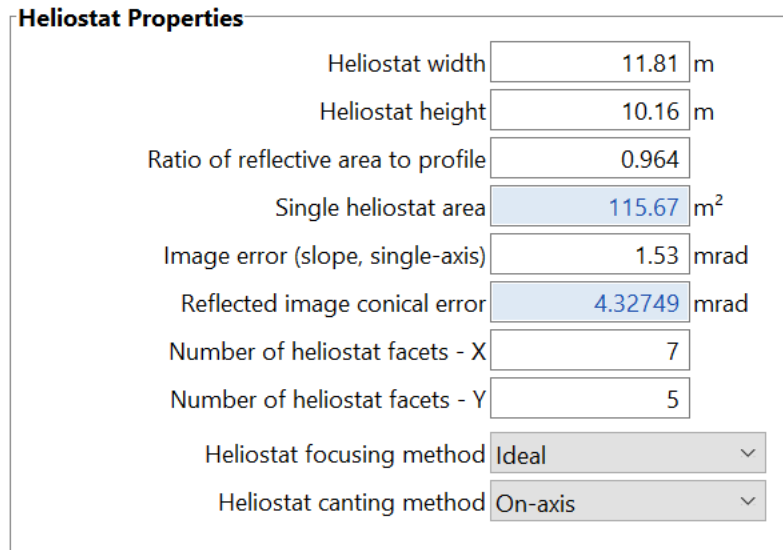 Heliostat Properties
Heliostat width 11.81 m
Heliostat height 10.16 m
Ratio of reflective area to profile 0.964
Single heliostat area 115.67 m²
Image error (slope, single-axis) 1.53 mrad
Reflected image conical error 4.32749 mrad
Number of heliostat facets - X 7
Number of heliostat facets - Y 5
Heliostat focusing method Ideal
Heliostat canting method On-axis